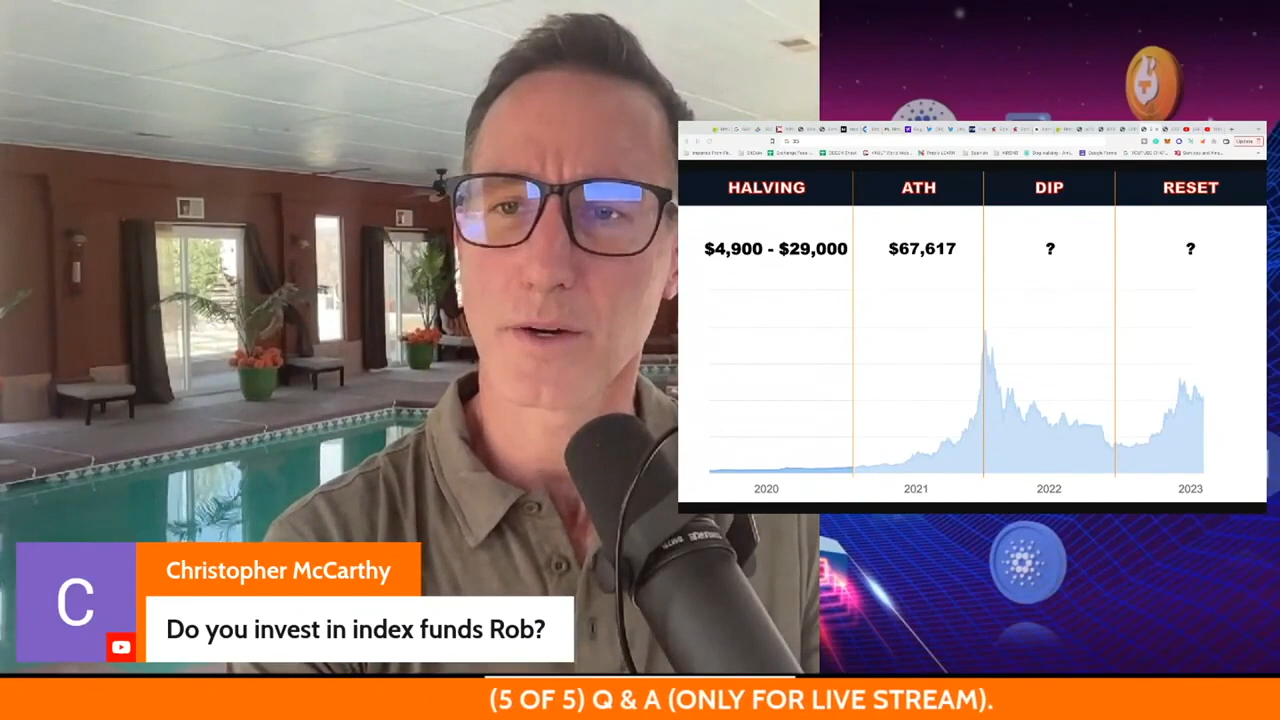 Update
HALVING
ATH
DIP
RESET
$4,900 - $29,000
$67,617
?
?
2020
2021
2022
2023
C
Christopher McCarthy
Do you invest in index funds Rob?
(5 OF 5) Q & A (ONLY FOR LIVE STREAM).